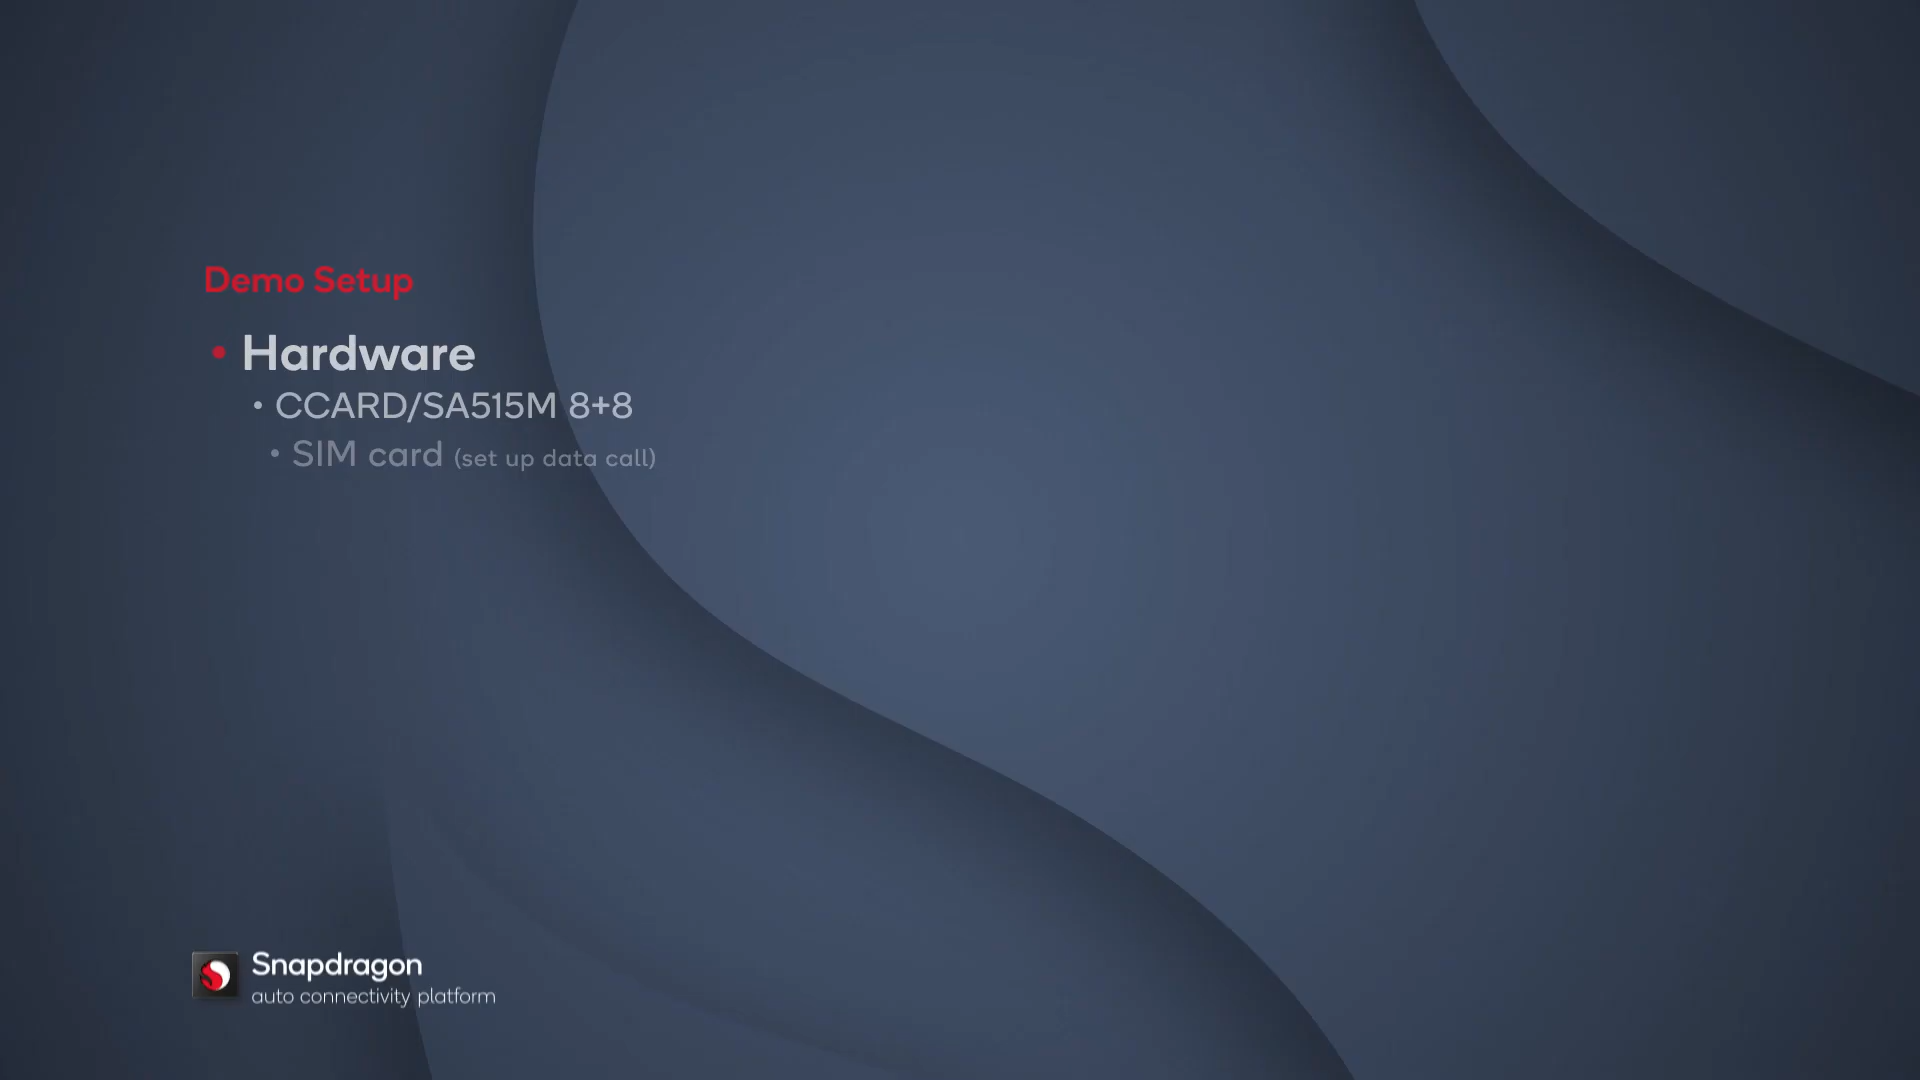 Demo Setup
• Hardware
• CCARD/SA515M 8+8
• SIM card (set up data call)
Snapdragon
auto connectivity platform